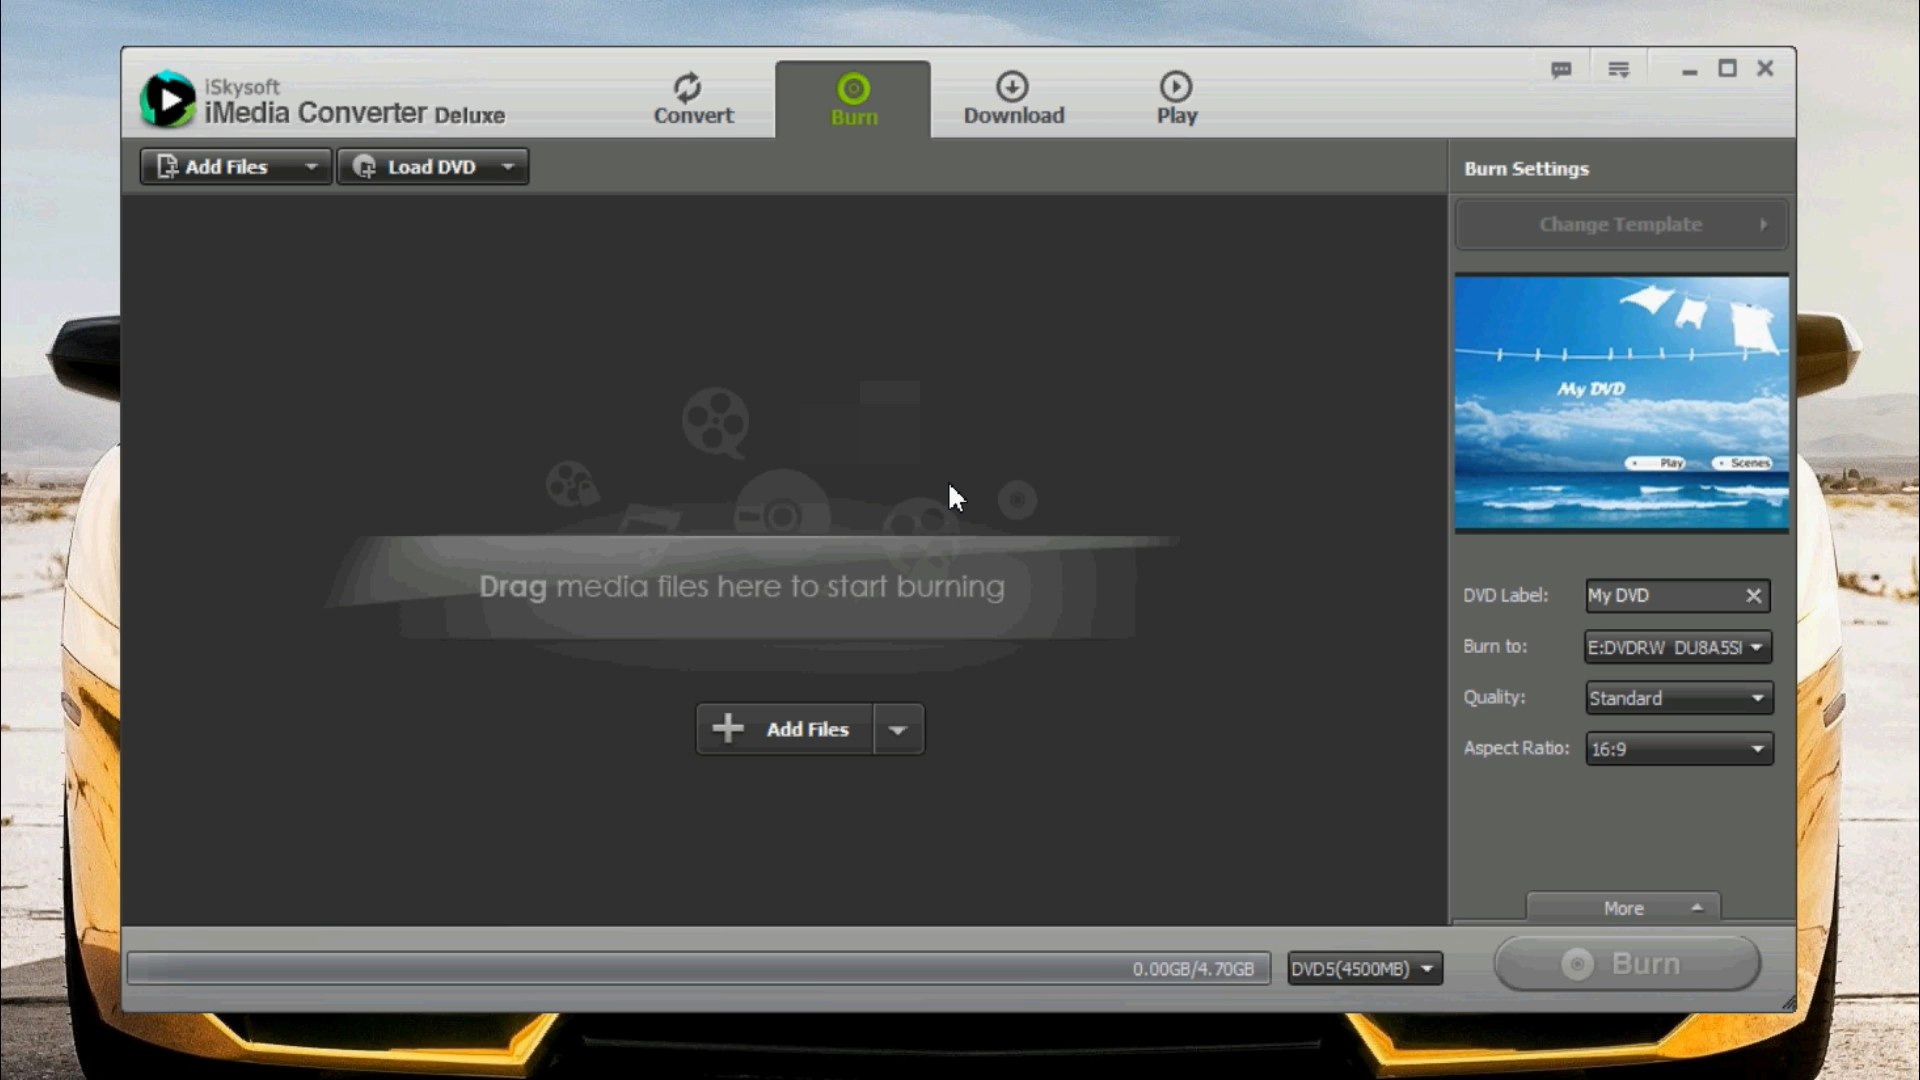 iSkysoft
iMedia Converter Deluxe
Convert
Burn
Download
Play
Add Files
Load DVD
Burn Settings
Change Template
My DVD
Play
Scenes
Drag media files here to start burning
Add Files
DVD Label: My DVD
Burn to: E:DVDRW DU8A5SI
Quality: Standard
Aspect Ratio: 16:9
More
0.00GB/4.70GB
DVD5(4500MB)
Burn